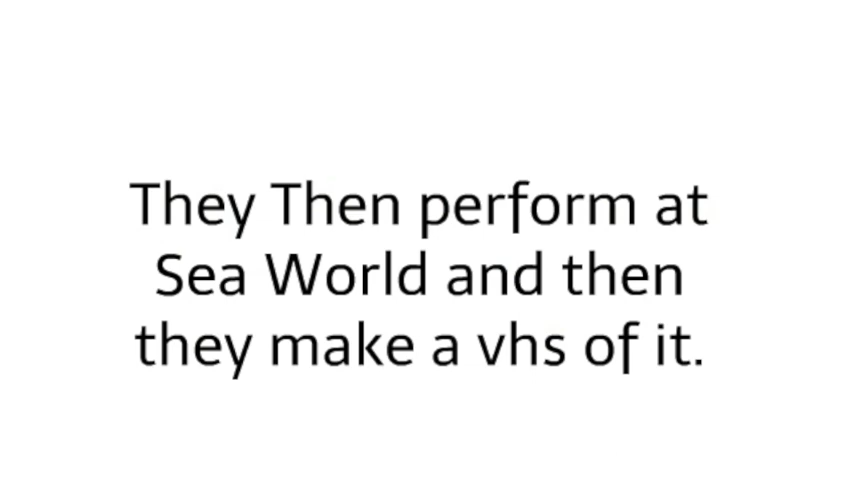 They Then perform at
Sea World and then
they make a vhs of it.